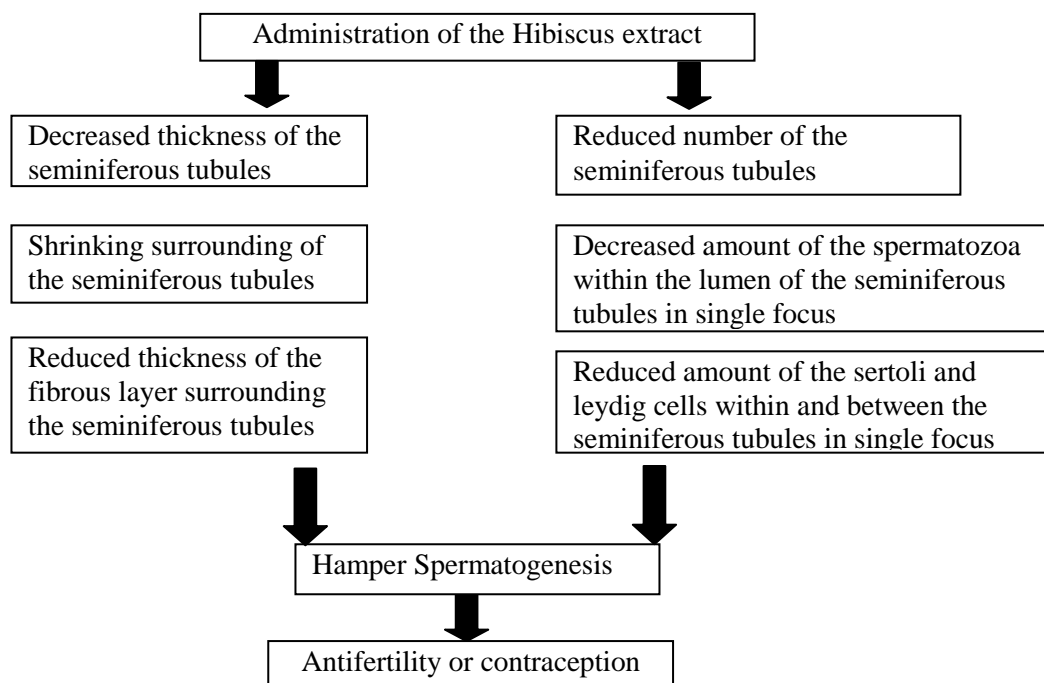 Administration of the Hibiscus extract
Decreased thickness of the
seminiferous tubules
Reduced number of the
seminiferous tubules
Shrinking surrounding of
the seminiferous tubules
Decreased amount of the spermatozoa
within the lumen of the seminiferous
tubules in single focus
Reduced thickness of the
fibrous layer surrounding
the seminiferous tubules
Reduced amount of the sertoli and
leydig cells within and between the
seminiferous tubules in single focus
Hamper Spermatogenesis
Antifertility or contraception